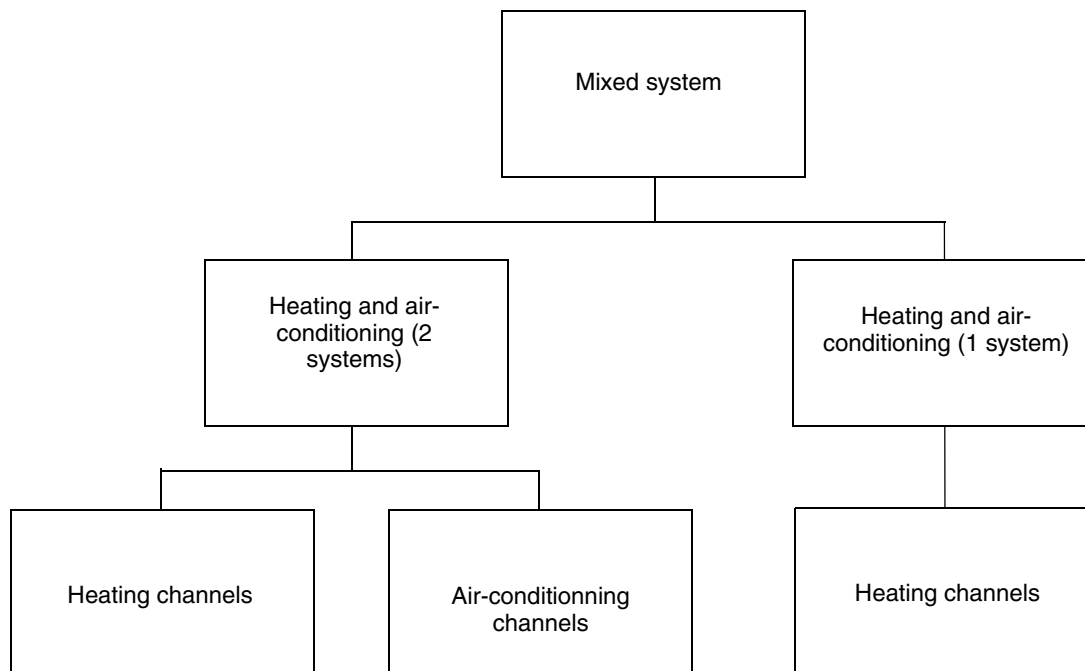 Mixed system
Heating and air-
conditioning (2
systems)
Heating and air-
conditioning (1 system)
Heating channels
Air-conditionning
channels
Heating channels